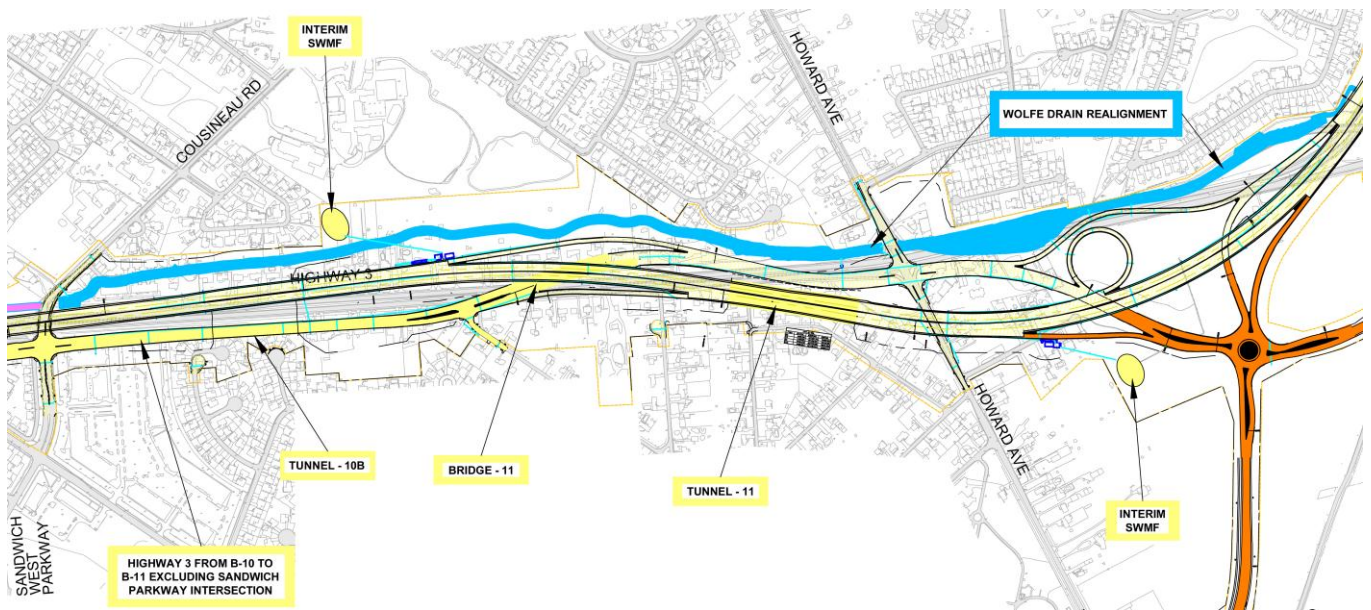 INTERIM
SWMF
COUSINEAU RD
HOWARD AVE
WOLFE DRAIN REALIGNMENT
HIGHWAY 3
TUNNEL - 10B
BRIDGE - 11
TUNNEL - 11
HOWARD AVE
INTERIM
SWMF
SANDWICH
WEST
PARKWAY
HIGHWAY 3 FROM B-10 TO
B-11 EXCLUDING SANDWICH
PARKWAY INTERSECTION